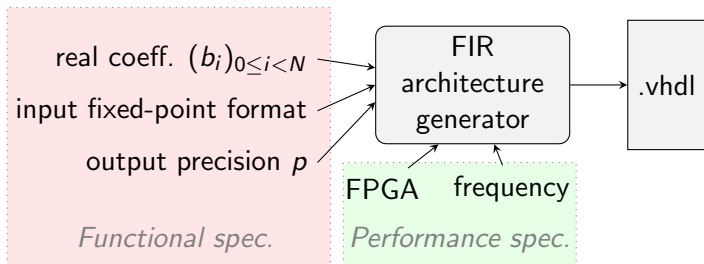 real coeff. (b_i)_{0≤i<N}
input fixed-point format
output precision p
FIR
architecture
generator
.vhdl
FPGA
frequency
Functional spec.
Performance spec.